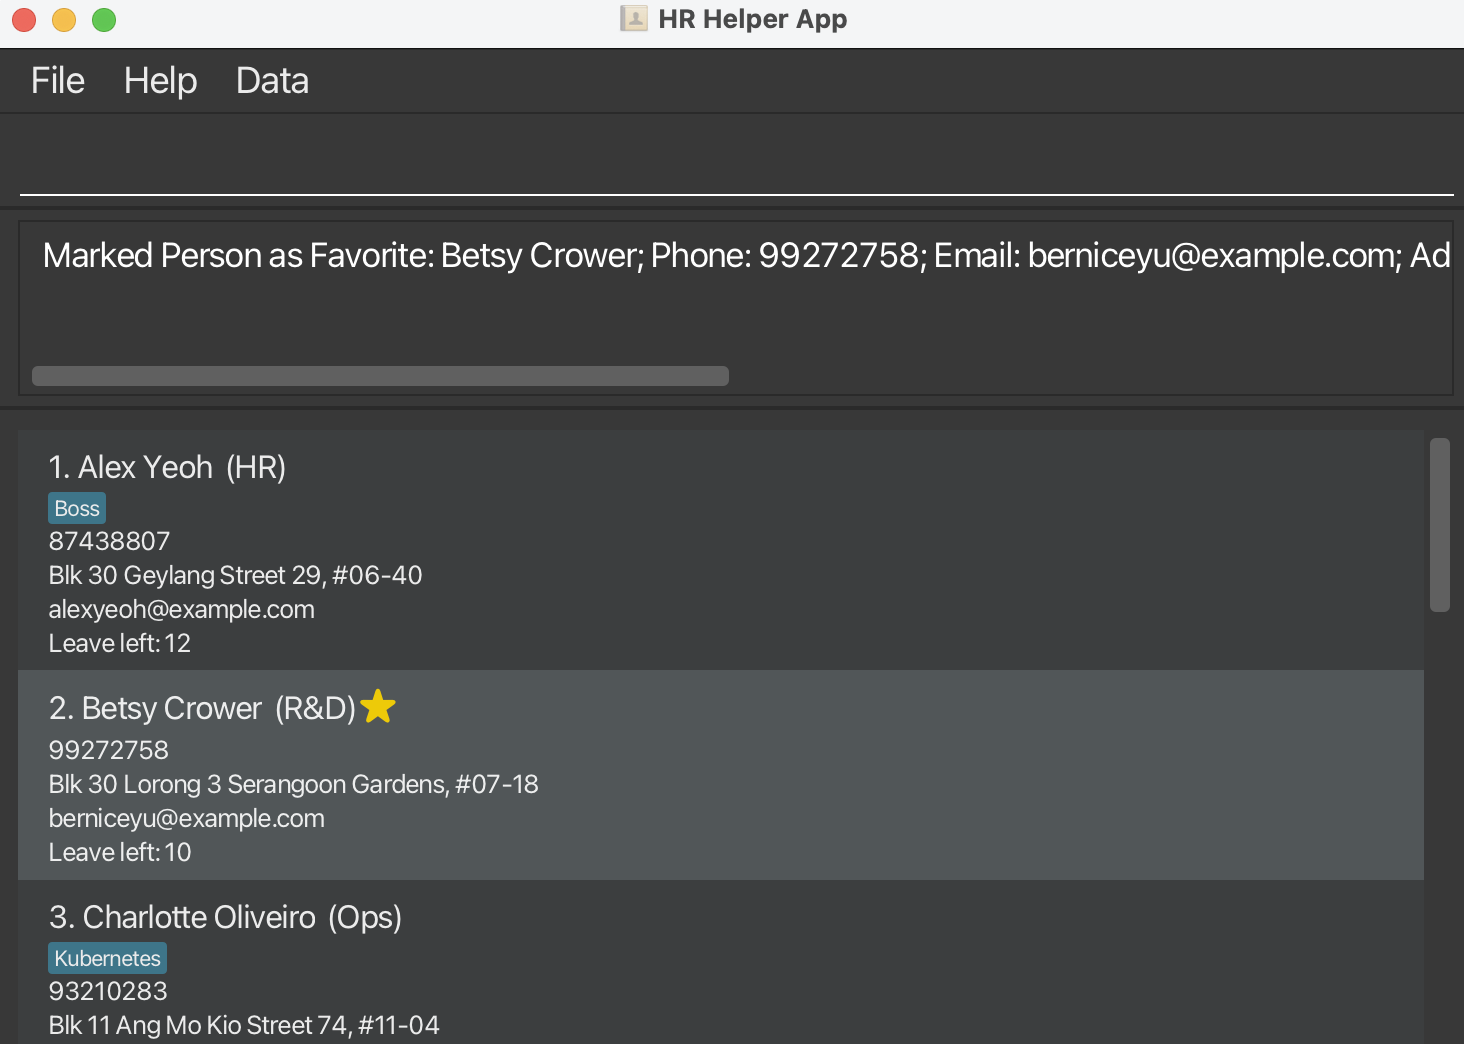 HR Helper App
File Help Data
Marked Person as Favorite: Betsy Crower; Phone: 99272758; Email: berniceyu@example.com; Ad
1. Alex Yeoh (HR)
Boss
87438807
Blk 30 Geylang Street 29, #06-40
alexyeoh@example.com
Leave left: 12
2. Betsy Crower (R&D)
99272758
Blk 30 Lorong 3 Serangoon Gardens, #07-18
berniceyu@example.com
Leave left: 10
3. Charlotte Oliveiro (Ops)
Kubernetes
93210283
Blk 11 Ang Mo Kio Street 74, #11-04